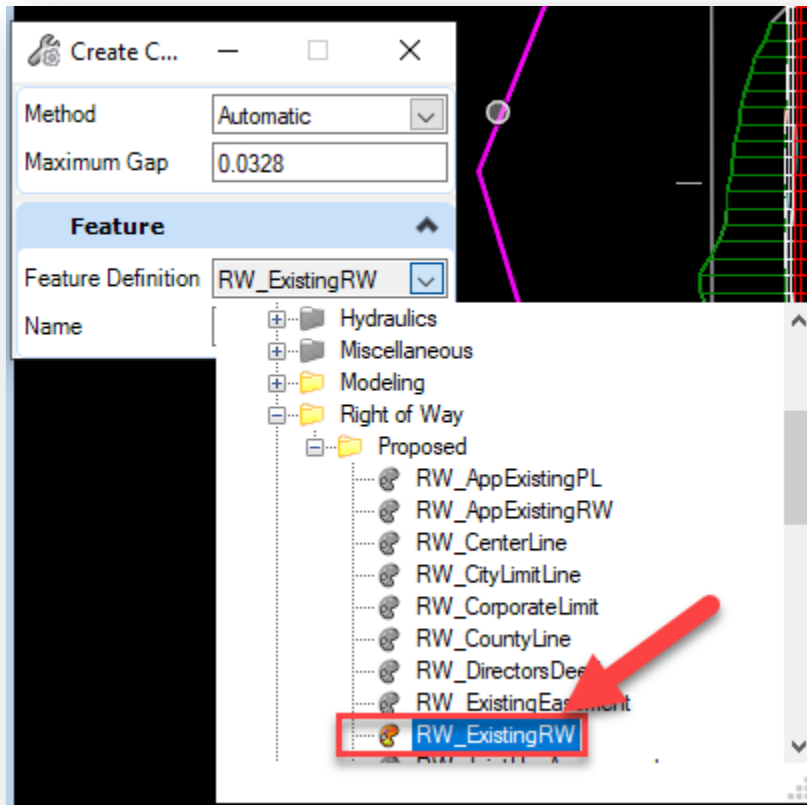 Create C...
Method Automatic
Maximum Gap 0.0328
Feature
Feature Definition RW_ExistingRW
Name
Hydraulics
Miscellaneous
Modeling
Right of Way
Proposed
RW_AppExistingPL
RW_AppExistingRW
RW_CenterLine
RW_CityLimitLine
RW_CorporateLimit
RW_CountyLine
RW_DirectorsDeed
RW_ExistingEasement
RW_ExistingRW